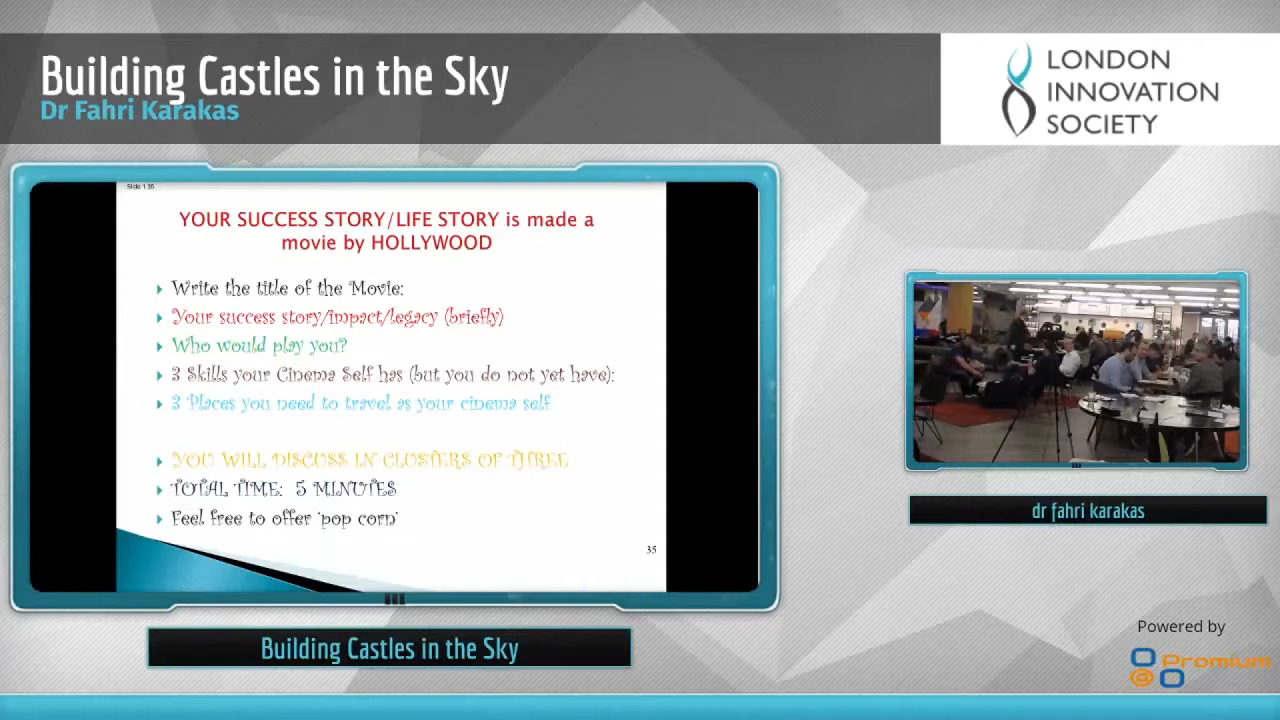 Building Castles in the Sky
Dr Fahri Karakas
LONDON
INNOVATION
SOCIETY
Slide 1 35
YOUR SUCCESS STORY/LIFE STORY is made a
movie by HOLLYWOOD
Write the title of the Movie:
Your success story/impact/legacy (briefly)
Who would play you?
3 Skills your Cinema Self has (but you do not yet have):
3 Places you need to travel as your cinema self
YOU WILL DISCUSS IN CLUSTERS OF THREE
TOTAL TIME: 5 MINUTES
Feel free to offer 'pop corn'
35
dr fahri karakas
Building Castles in the Sky
Powered by
Promium